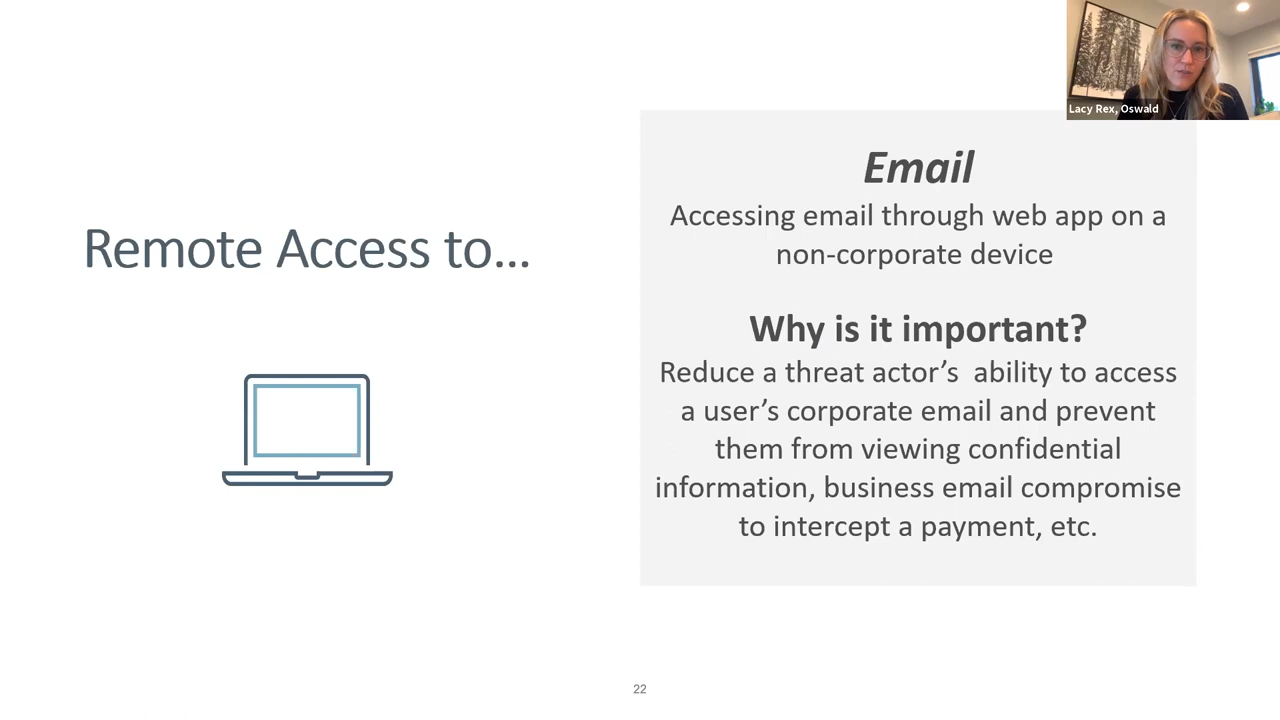 Lacy Rex, Oswald
Remote Access to...
Email
Accessing email through web app on a
non-corporate device
Why is it important?
Reduce a threat actor’s  ability to access
a user’s corporate email and prevent
them from viewing confidential
information, business email compromise
to intercept a payment, etc.
22